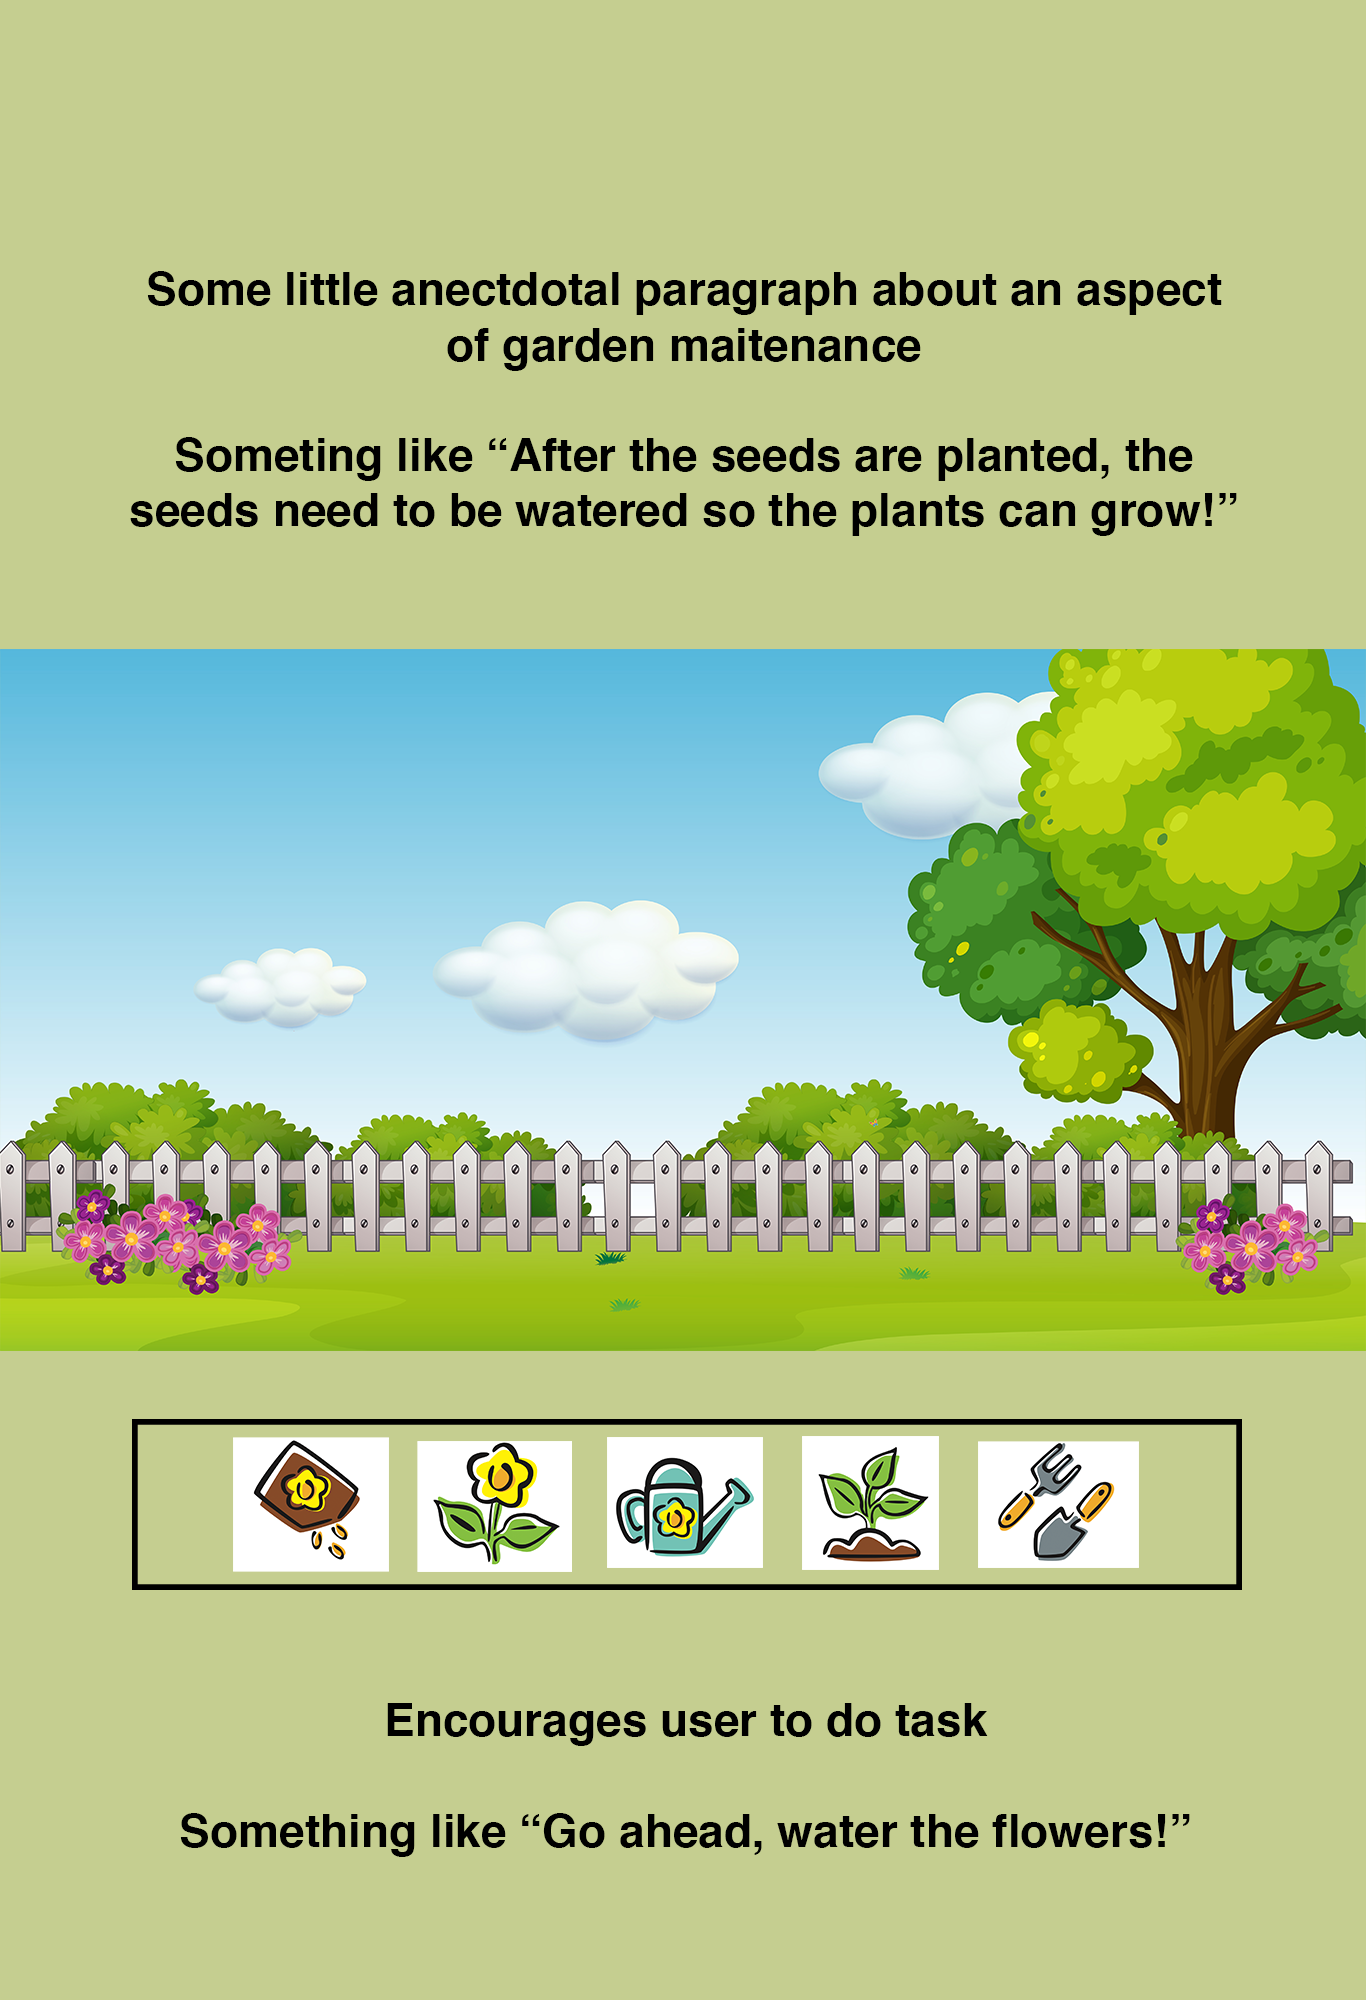 Some little anectdotal paragraph about an aspect
of garden maitenance
Someting like “After the seeds are planted, the
seeds need to be watered so the plants can grow!”
Encourages user to do task
Something like “Go ahead, water the flowers!”